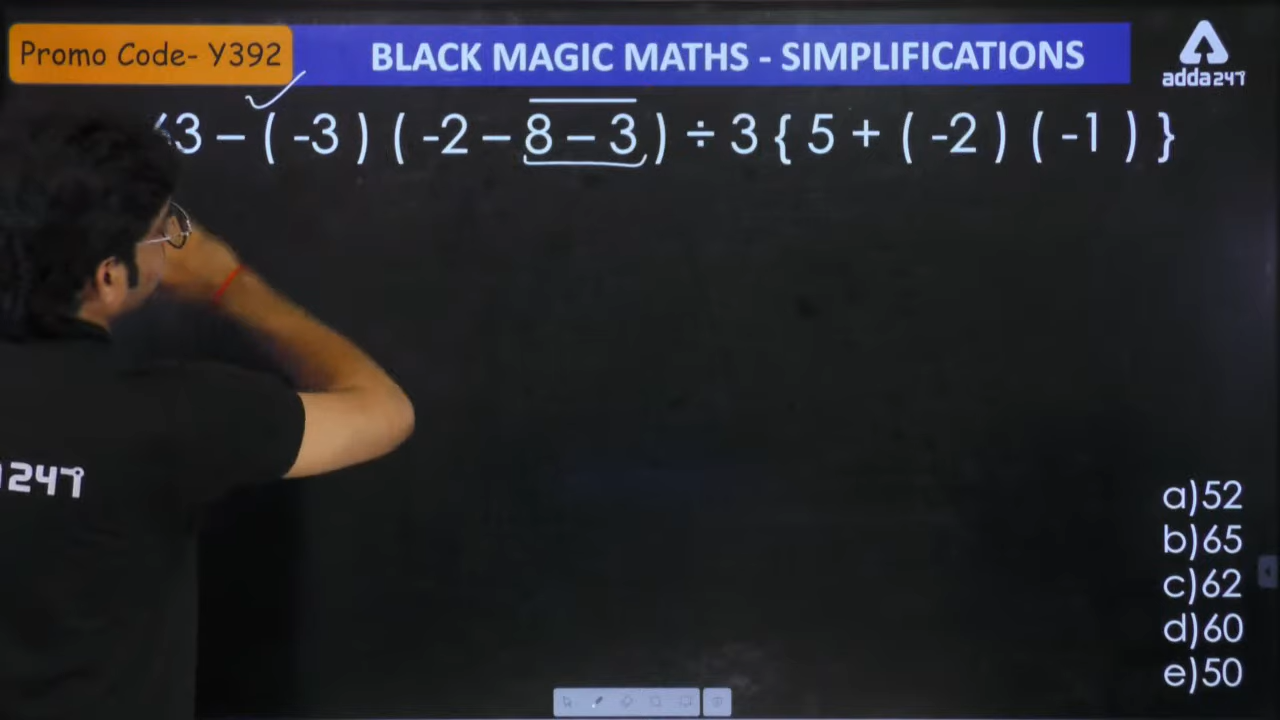 Promo Code- Y392
BLACK MAGIC MATHS - SIMPLIFICATIONS
adda247
3 – ( -3 ) ( -2 – 8 – 3 ) ÷ 3 { 5 + ( -2 ) ( -1 ) }
247
a)52
b)65
c)62
d)60
e)50